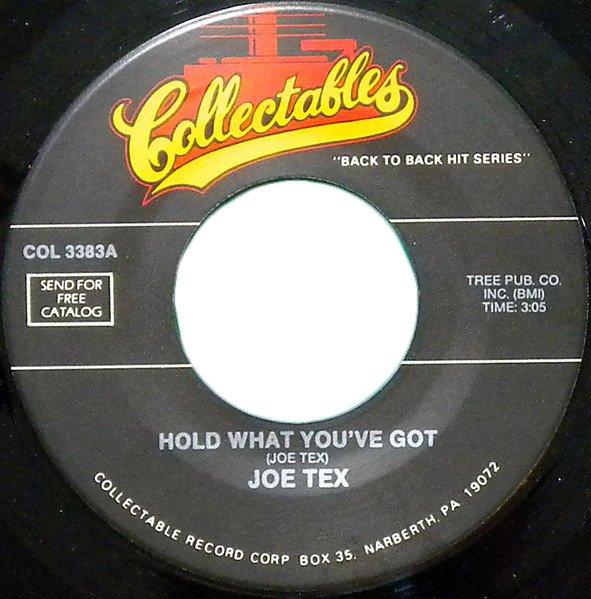 Collectables
"BACK TO BACK HIT SERIES"
COL 3383A
SEND FOR
FREE
CATALOG
TREE PUB. CO.
INC. (BMI)
TIME: 3:05
HOLD WHAT YOU'VE GOT
(JOE TEX)
JOE TEX
COLLECTABLE RECORD CORP BOX 35, NARBERTH, PA 19072